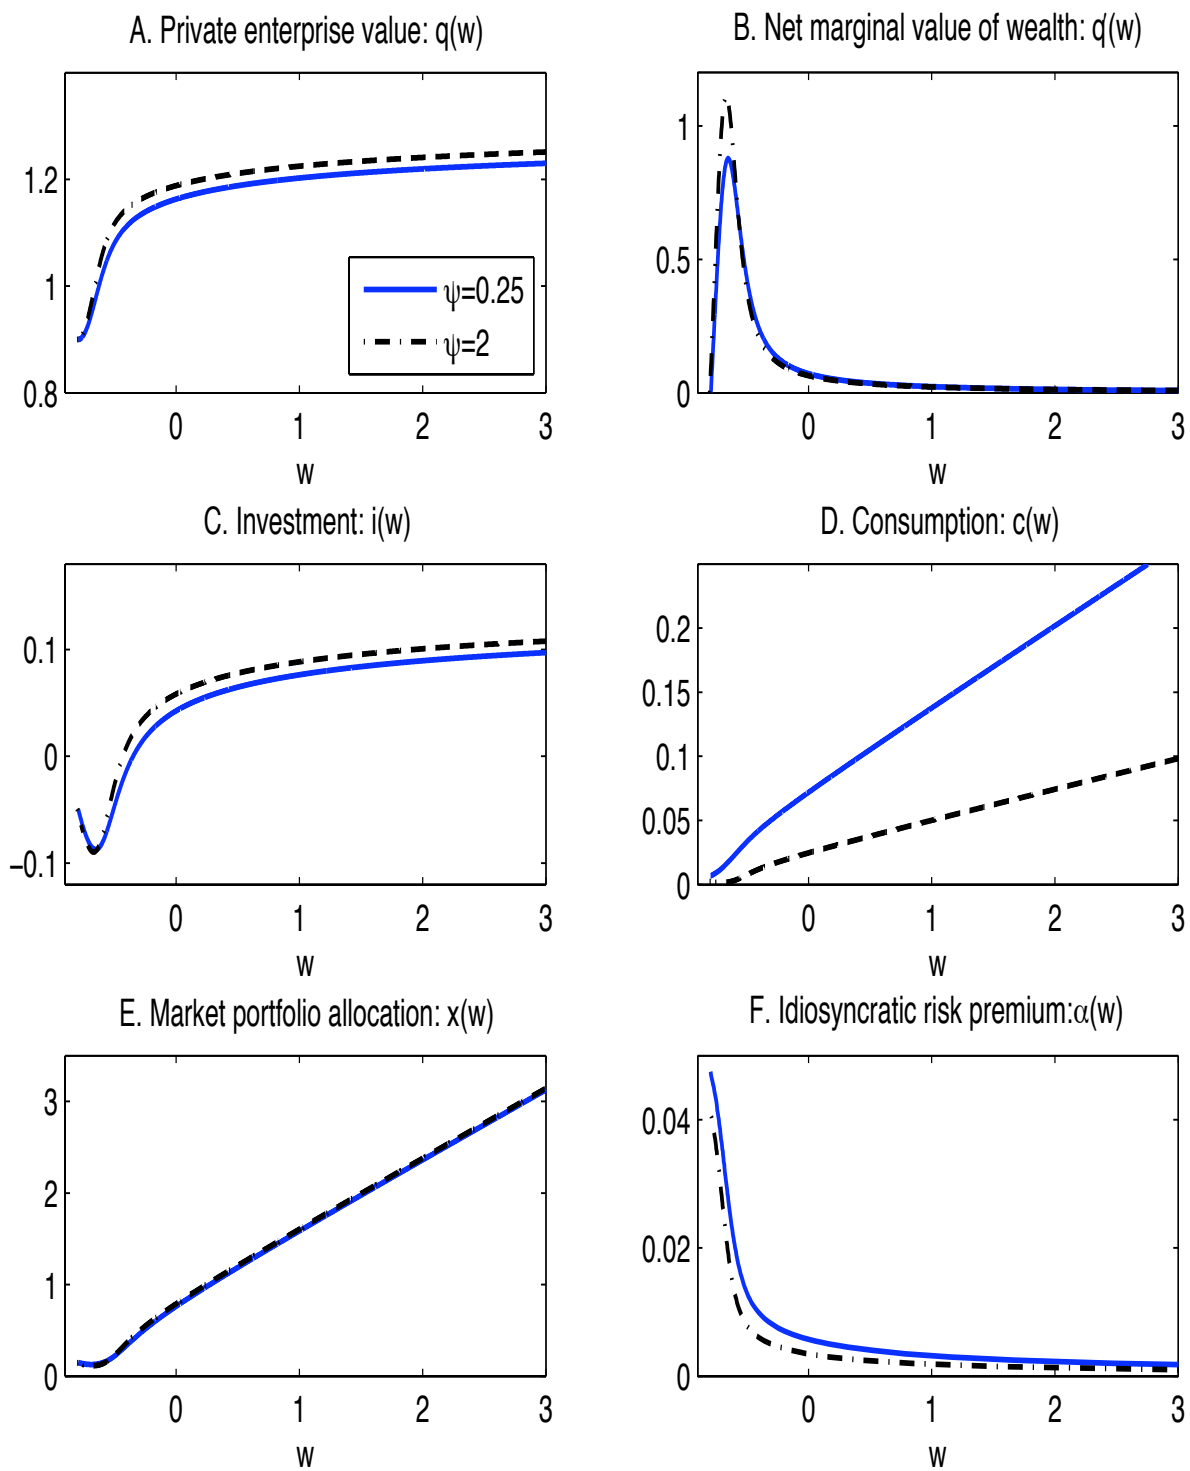 A. Private enterprise value: q(w)
1.2
1
0.8
ψ=0.25
ψ=2
0 1 2 3
w
B. Net marginal value of wealth: q'(w)
1
0.5
0
0 1 2 3
w
C. Investment: i(w)
0.1
0
−0.1
0 1 2 3
w
D. Consumption: c(w)
0.2
0.15
0.1
0.05
0
0 1 2 3
w
E. Market portfolio allocation: x(w)
3
2
1
0
0 1 2 3
w
F. Idiosyncratic risk premium:α(w)
0.04
0.02
0
0 1 2 3
w